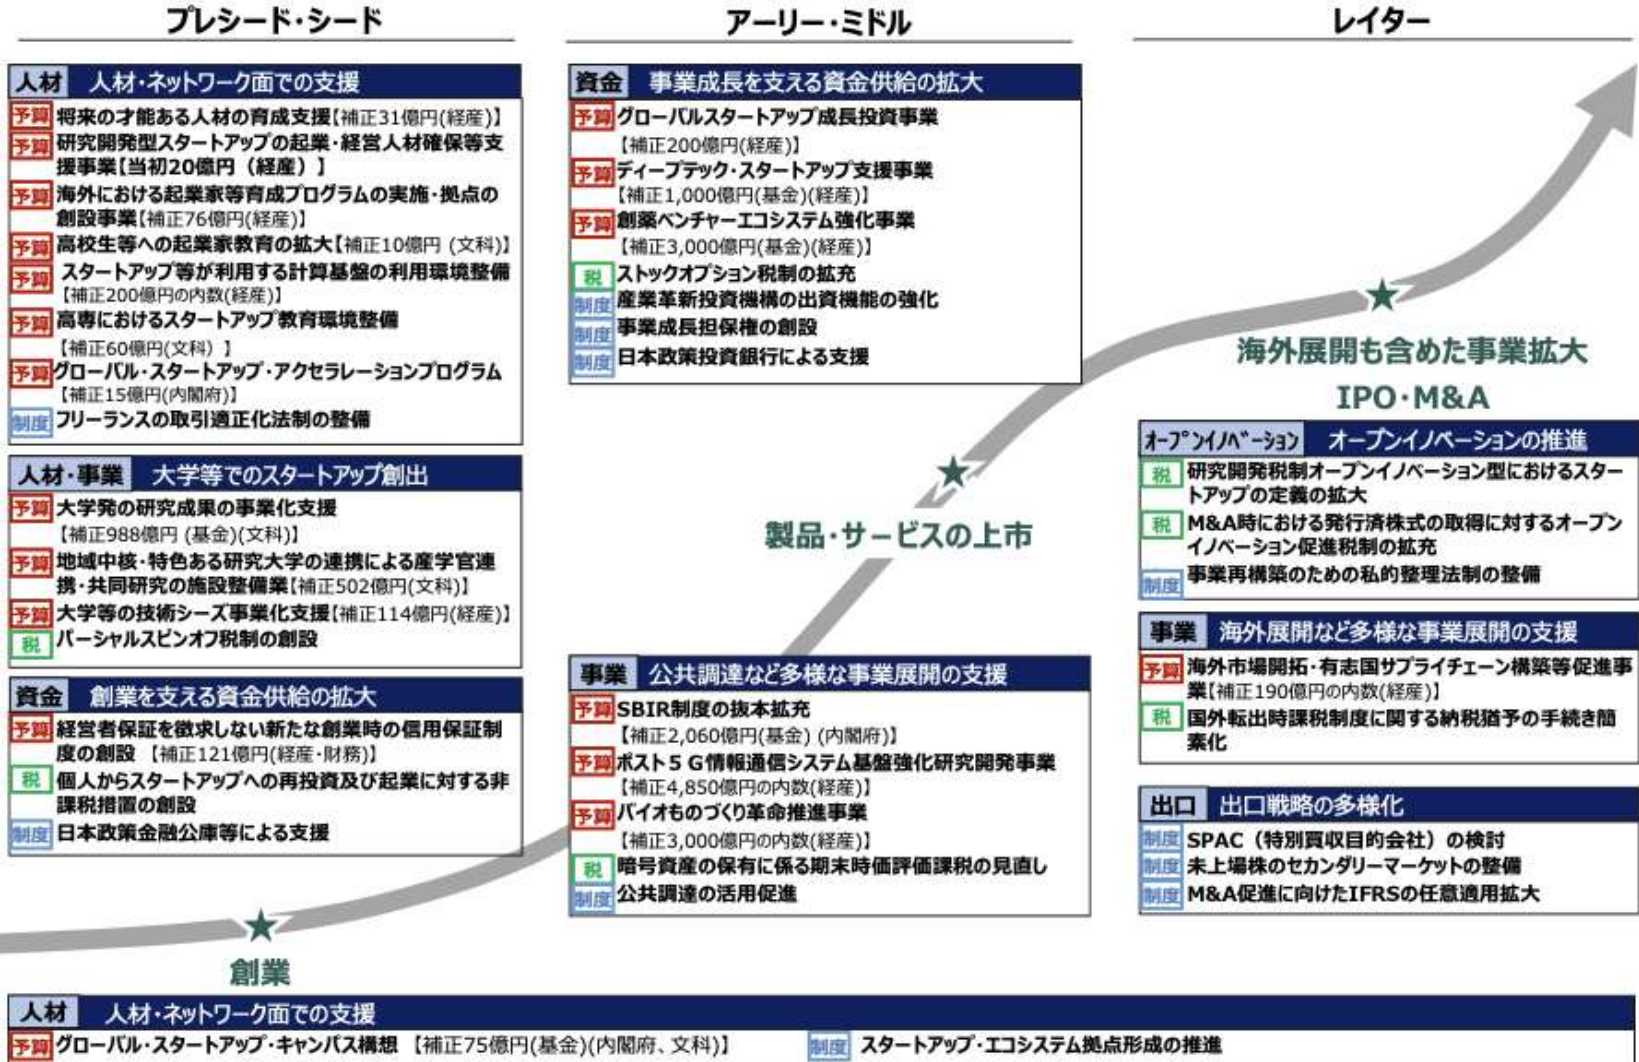 プレシード・シード
人材 人材・ネットワーク面での支援
予算 将来の才能ある人材の育成支援【補正31億円(経産)】
予算 研究開発型スタートアップの起業・経営人材確保等支
援事業【当初20億円（経産）】
予算 海外における起業家等育成プログラムの実施・拠点の
創設事業【補正76億円(経産)】
予算 高校生等への起業家教育の拡大【補正10億円 (文科)】
予算 スタートアップ等が利用する計算基盤の利用環境整備
【補正200億円の内数(経産)】
予算 高専におけるスタートアップ教育環境整備
【補正60億円(文科）】
予算 グローバル・スタートアップ・アクセラレーションプログラム
【補正15億円(内閣府)】
制度 フリーランスの取引適正化法制の整備
人材・事業 大学等でのスタートアップ創出
予算 大学発の研究成果の事業化支援
【補正988億円 (基金)(文科)】
予算 地域中核・特色ある研究大学の連携による産学官連
携・共同研究の施設整備業【補正502億円(文科)】
予算 大学等の技術シーズ事業化支援【補正114億円(経産)】
税 パーシャルスピンオフ税制の創設
資金 創業を支える資金供給の拡大
予算 経営者保証を徴求しない新たな創業時の信用保証制
度の創設 【補正121億円(経産・財務)】
税 個人からスタートアップへの再投資及び起業に対する非
課税措置の創設
制度 日本政策金融公庫等による支援
創業
アーリー・ミドル
資金 事業成長を支える資金供給の拡大
予算 グローバルスタートアップ成長投資事業
【補正200億円(経産)】
予算 ディープテック・スタートアップ支援事業
【補正1,000億円(基金)(経産)】
予算 創薬ベンチャーエコシステム強化事業
【補正3,000億円(基金)(経産)】
税 ストックオプション税制の拡充
制度 産業革新投資機構の出資機能の強化
制度 事業成長担保権の創設
制度 日本政策投資銀行による支援
製品・サービスの上市
事業 公共調達など多様な事業展開の支援
予算 SBIR制度の抜本拡充
【補正2,060億円(基金) (内閣府)】
予算 ポスト５Ｇ情報通信システム基盤強化研究開発事業
【補正4,850億円の内数(経産)】
予算 バイオものづくり革命推進事業
【補正3,000億円の内数(経産)】
税 暗号資産の保有に係る期末時価評価課税の見直し
制度 公共調達の活用促進
レイター
海外展開も含めた事業拡大
IPO・M&A
ｵｰﾌﾟﾝｲﾉﾍﾞｰｼｮﾝ オープンイノベーションの推進
税 研究開発税制オープンイノベーション型におけるスター
トアップの定義の拡大
税 M&A時における発行済株式の取得に対するオープン
イノベーション促進税制の拡充
制度 事業再構築のための私的整理法制の整備
事業 海外展開など多様な事業展開の支援
予算 海外市場開拓・有志国サプライチェーン構築等促進事
業【補正190億円の内数(経産)】
税 国外転出時課税制度に関する納税猶予の手続き簡
素化
出口 出口戦略の多様化
制度 SPAC（特別買収目的会社）の検討
制度 未上場株のセカンダリーマーケットの整備
制度 M&A促進に向けたIFRSの任意適用拡大
人材 人材・ネットワーク面での支援
予算 グローバル・スタートアップ・キャンパス構想 【補正75億円(基金)(内閣府、文科)】
制度 スタートアップ・エコシステム拠点形成の推進